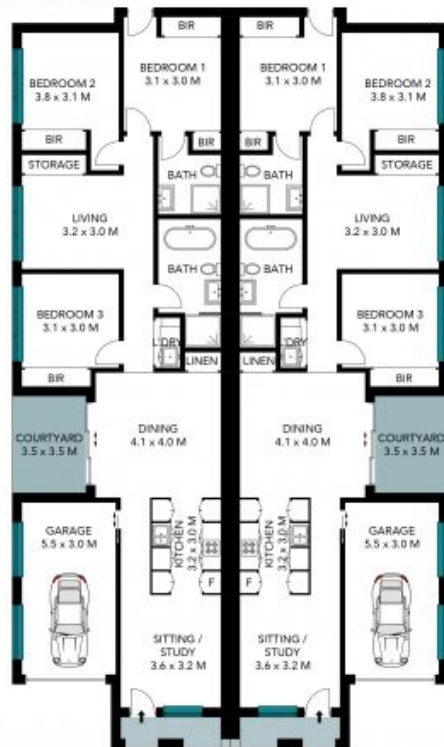 BIR
BIR
BEDROOM 1
3.1 x 3.0 M
BEDROOM 1
3.1 x 3.0 M
BEDROOM 2
3.8 x 3.1 M
BEDROOM 2
3.8 x 3.1 M
BIR
BIR
BIR
BIR
STORAGE
STORAGE
BATH
BATH
LIVING
3.2 x 3.0 M
LIVING
3.2 x 3.0 M
BATH
BATH
BEDROOM 3
3.1 x 3.0 M
BEDROOM 3
3.1 x 3.0 M
L'DRY
L'DRY
LINEN
LINEN
BIR
BIR
DINING
4.1 x 4.0 M
DINING
4.1 x 4.0 M
COURTYARD
3.5 x 3.5 M
COURTYARD
3.5 x 3.5 M
GARAGE
5.5 x 3.0 M
KITCHEN
3.2 x 3.0 M
KITCHEN
3.2 x 3.0 M
GARAGE
5.5 x 3.0 M
F
F
SITTING /
STUDY
3.6 x 3.2 M
SITTING /
STUDY
3.6 x 3.2 M